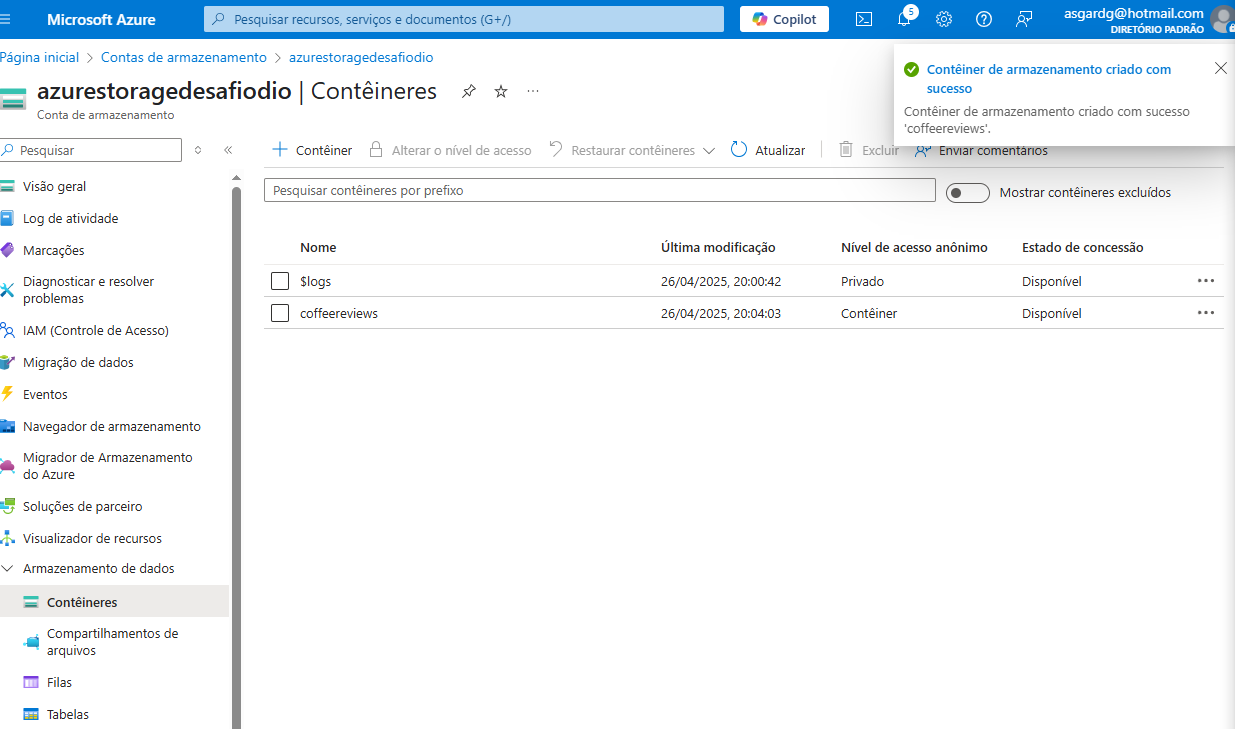 Microsoft Azure
Pesquisar recursos, serviços e documentos (G+/)
Copilot
5
asgardg@hotmail.com
DIRETÓRIO PADRÃO
Página inicial > Contas de armazenamento > azurestoragedesafiodio
azurestoragedesafiodio | Contêineres
Conta de armazenamento
Contêiner de armazenamento criado com
sucesso
Contêiner de armazenamento criado com sucesso
'coffeereviews'.
Pesquisar
Contêiner
Alterar o nível de acesso
Restaurar contêineres
Atualizar
Excluir
Enviar comentários
Pesquisar contêineres por prefixo
Mostrar contêineres excluídos
Nome Última modificação Nível de acesso anônimo Estado de concessão
$logs 26/04/2025, 20:00:42 Privado Disponível
coffeereviews 26/04/2025, 20:04:03 Contêiner Disponível
Visão geral
Log de atividade
Marcações
Diagnosticar e resolver
problemas
IAM (Controle de Acesso)
Migração de dados
Eventos
Navegador de armazenamento
Migrador de Armazenamento
do Azure
Soluções de parceiro
Visualizador de recursos
Armazenamento de dados
Contêineres
Compartilhamentos de
arquivos
Filas
Tabelas